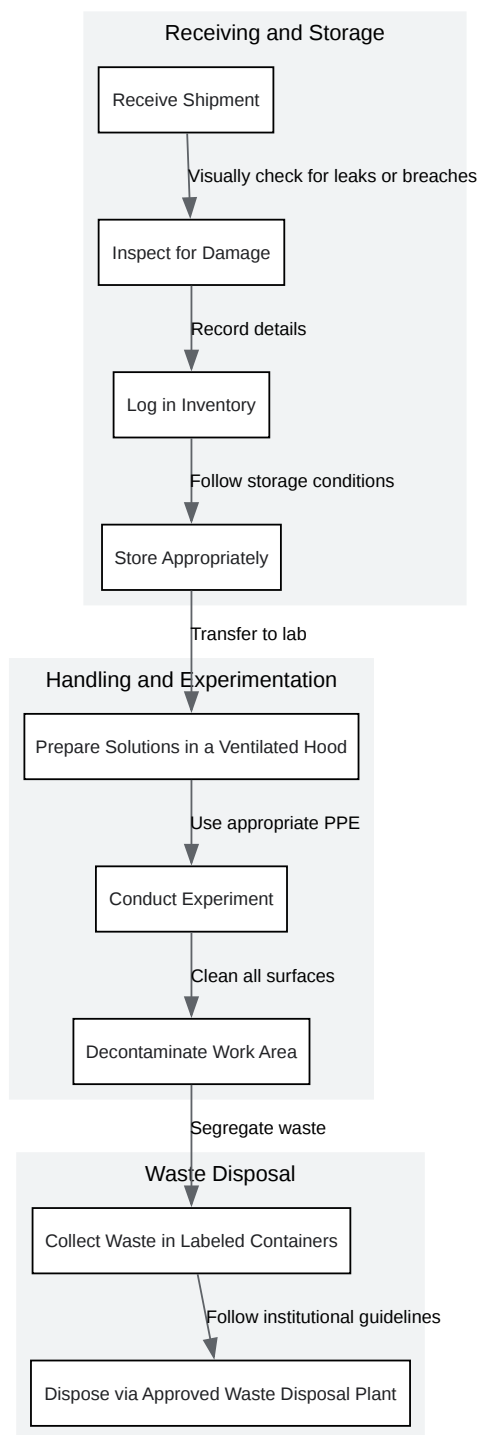 Receiving and Storage
Receive Shipment
Visually check for leaks or breaches
Inspect for Damage
Record details
Log in Inventory
Follow storage conditions
Store Appropriately
Transfer to lab
Handling and Experimentation
Prepare Solutions in a Ventilated Hood
Use appropriate PPE
Conduct Experiment
Clean all surfaces
Decontaminate Work Area
Segregate waste
Waste Disposal
Collect Waste in Labeled Containers
Follow institutional guidelines
Dispose via Approved Waste Disposal Plant